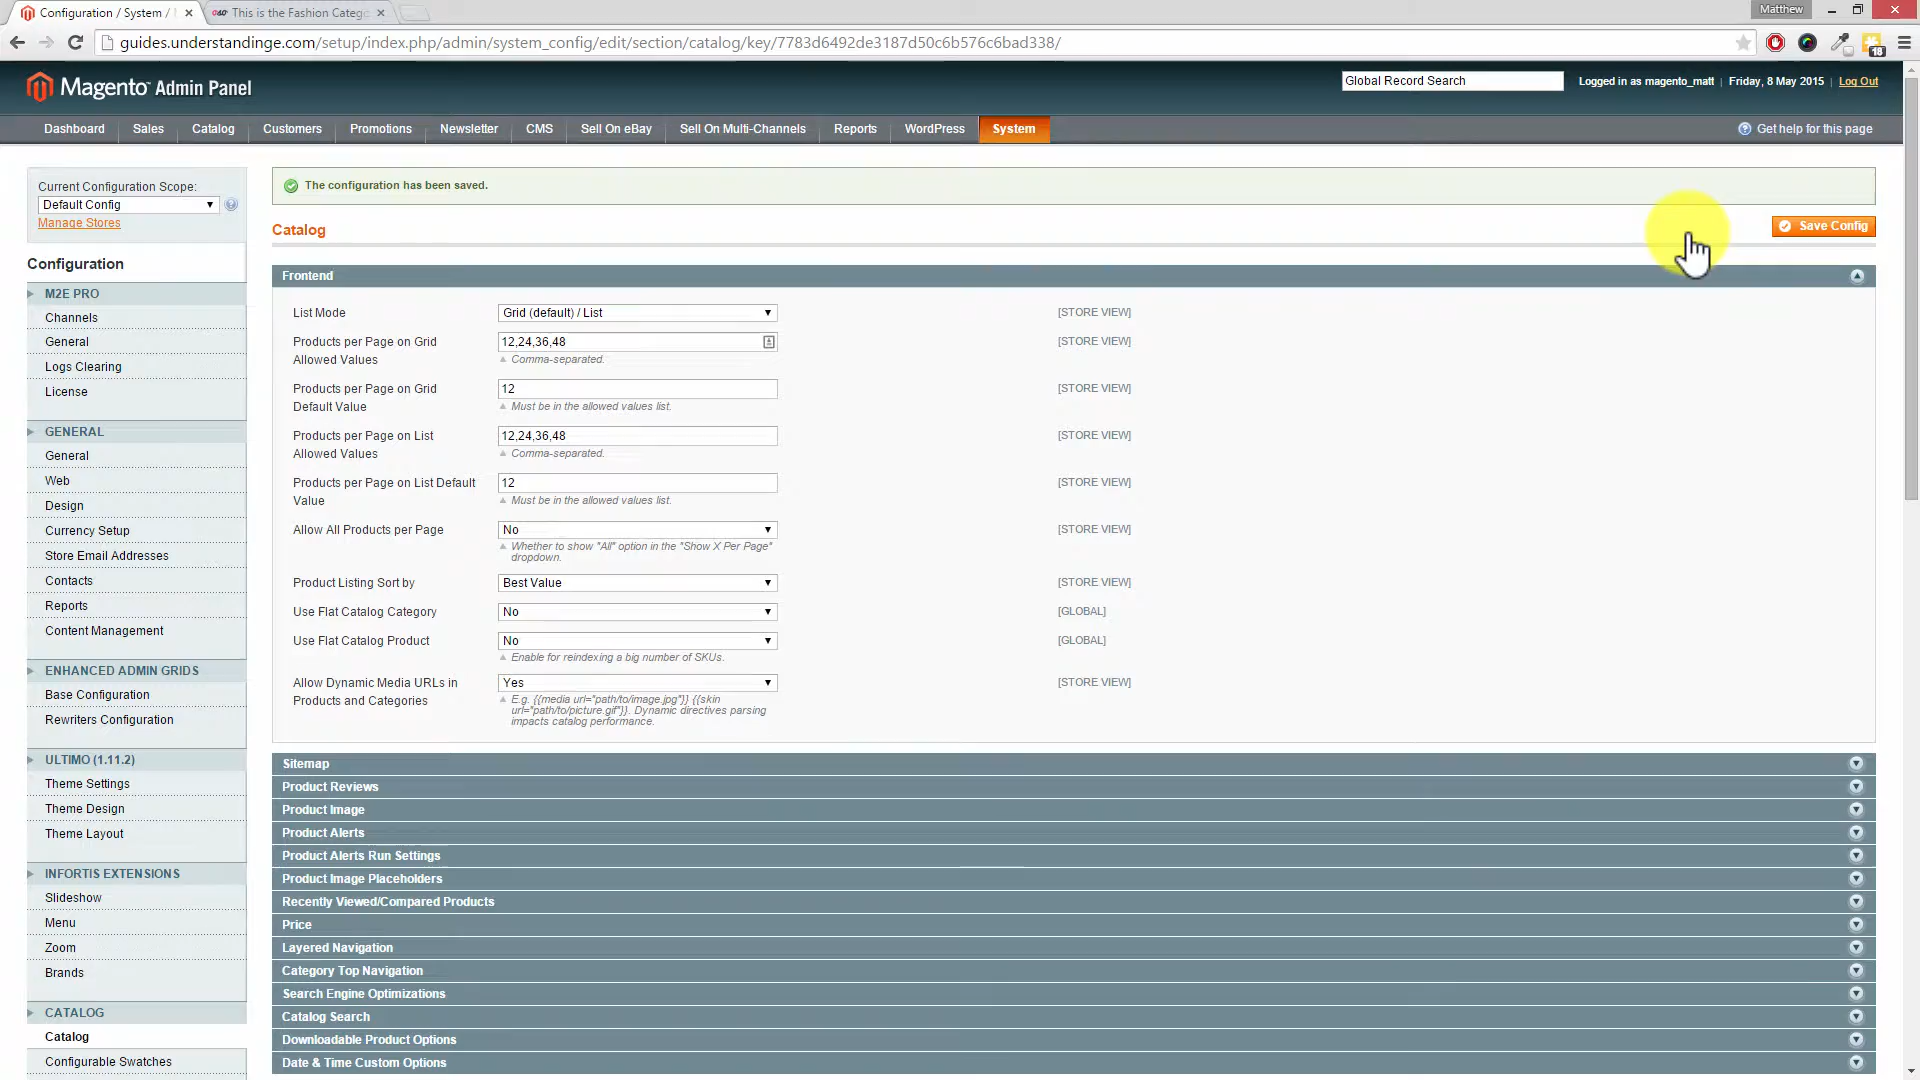 Configuration / System /
This is the Fashion Catego
Matthew
guides.understandinge.com/setup/index.php/admin/system_config/edit/section/catalog/key/7783d6492de3187d50c6b576c6bad338/
18
Magento Admin Panel
Global Record Search
Logged in as magento_matt | Friday, 8 May 2015 | Log Out
Dashboard
Sales
Catalog
Customers
Promotions
Newsletter
CMS
Sell On eBay
Sell On Multi-Channels
Reports
WordPress
System
Get help for this page
Current Configuration Scope:
Default Config
Manage Stores
Configuration
M2E PRO
Channels
General
Logs Clearing
License
GENERAL
General
Web
Design
Currency Setup
Store Email Addresses
Contacts
Reports
Content Management
ENHANCED ADMIN GRIDS
Base Configuration
Rewriters Configuration
ULTIMO (1.11.2)
Theme Settings
Theme Design
Theme Layout
INFORTIS EXTENSIONS
Slideshow
Menu
Zoom
Brands
CATALOG
Catalog
Configurable Swatches
The configuration has been saved.
Catalog
Save Config
Frontend
List Mode
Grid (default) / List
[STORE VIEW]
Products per Page on Grid
Allowed Values
12,24,36,48
Comma-separated.
[STORE VIEW]
Products per Page on Grid
Default Value
12
Must be in the allowed values list.
[STORE VIEW]
Products per Page on List
Allowed Values
12,24,36,48
Comma-separated.
[STORE VIEW]
Products per Page on List Default
Value
12
Must be in the allowed values list.
[STORE VIEW]
Allow All Products per Page
No
Whether to show "All" option in the "Show X Per Page"
dropdown.
[STORE VIEW]
Product Listing Sort by
Best Value
[STORE VIEW]
Use Flat Catalog Category
No
[GLOBAL]
Use Flat Catalog Product
No
Enable for reindexing a big number of SKUs.
[GLOBAL]
Allow Dynamic Media URLs in
Products and Categories
Yes
E.g. {{media url="path/to/image.jpg"}} {{skin
url="path/to/picture.gif"}}. Dynamic directives parsing
impacts catalog performance.
[STORE VIEW]
Sitemap
Product Reviews
Product Image
Product Alerts
Product Alerts Run Settings
Product Image Placeholders
Recently Viewed/Compared Products
Price
Layered Navigation
Category Top Navigation
Search Engine Optimizations
Catalog Search
Downloadable Product Options
Date & Time Custom Options